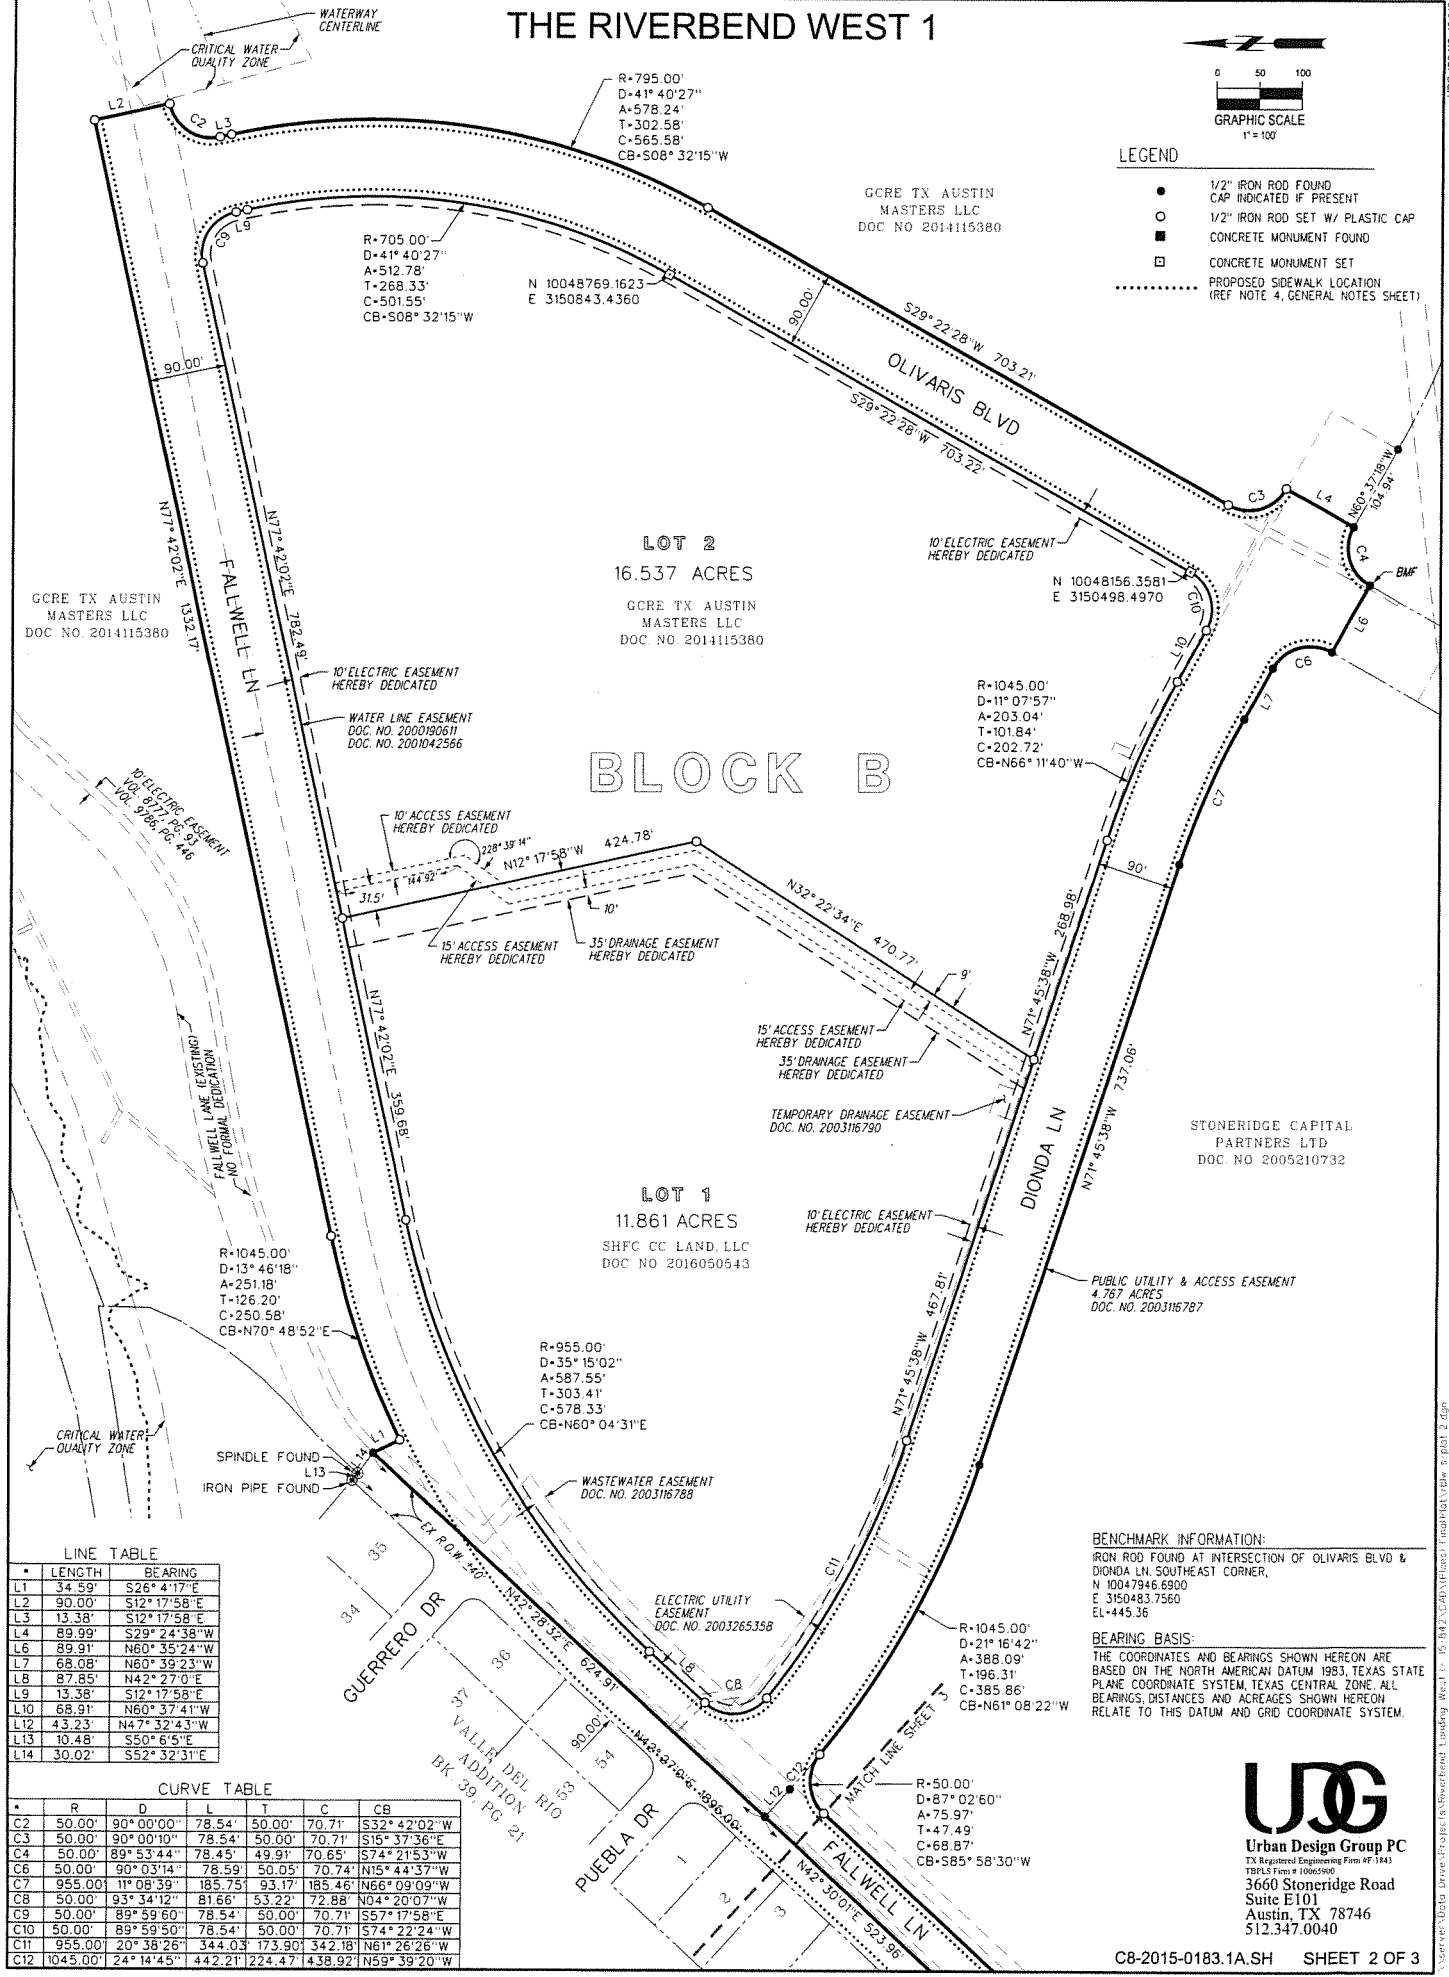 THE RIVERBEND WEST 1
WATERWAY
CENTERLINE
CRITICAL WATER
QUALITY ZONE
L2
C2
L3
R=795.00'
D=41° 40'27"
A=578.24'
T=302.58'
C=565.58'
CB=S08° 32'15"W
0 50 100
GRAPHIC SCALE
1" = 100'
LEGEND
1/2" IRON ROD FOUND
CAP INDICATED IF PRESENT
1/2" IRON ROD SET W/ PLASTIC CAP
CONCRETE MONUMENT FOUND
CONCRETE MONUMENT SET
PROPOSED SIDEWALK LOCATION
(REF NOTE 4, GENERAL NOTES SHEET)
GCRE TX AUSTIN
MASTERS LLC
DOC NO 2014115380
C9
L9
R=705.00'
D=41° 40'27"
A=512.78'
T=268.33'
C=501.55'
CB=S08° 32'15"W
N 10048769.1623
E 3150843.4360
90.00'
S29° 22'28"W 703.21'
OLIVARIS BLVD
S29° 22'28"W 703.22'
90.00'
C3
L4
N60° 37'18"W
104.94'
C4
BMF
L6
C6
L7
C10
L10
10' ELECTRIC EASEMENT
HEREBY DEDICATED
N 10048156.3581
E 3150498.4970
LOT 2
16.537 ACRES
GCRE TX AUSTIN
MASTERS LLC
DOC NO. 2014115380
GCRE TX AUSTIN
MASTERS LLC
DOC NO. 2014115380
N77° 42'02"E 1332.17'
FALLWELL LN
N77° 42'02"E 782.49'
10' ELECTRIC EASEMENT
HEREBY DEDICATED
WATER LINE EASEMENT
DOC. NO. 2000190611
DOC. NO. 2001042566
R=1045.00'
D=11° 07'57"
A=203.04'
T=101.84'
C=202.72'
CB=N66° 11'40"W
BLOCK B
C7
10' ELECTRIC EASEMENT
VOL. 8777, PG. 93
VOL. 9786, PG. 446
10' ACCESS EASEMENT
HEREBY DEDICATED
228° 39'14"
N12° 17'58"W 424.78'
144.92'
31.5'
10'
15' ACCESS EASEMENT
HEREBY DEDICATED
35' DRAINAGE EASEMENT
HEREBY DEDICATED
N32° 22'34"E 470.77'
9'
90'
N71° 45'38"W 268.98'
15' ACCESS EASEMENT
HEREBY DEDICATED
35' DRAINAGE EASEMENT
HEREBY DEDICATED
TEMPORARY DRAINAGE EASEMENT
DOC. NO. 2003116790
FALLWELL LANE (EXISTING)
NO FORMAL DEDICATION
N77° 42'02"E 359.68'
DIONDA LN
N71° 45'38"W 737.06'
STONERIDGE CAPITAL
PARTNERS LTD
DOC. NO 2005210732
LOT 1
11.861 ACRES
SHFC CC LAND, LLC
DOC NO 2016050543
10' ELECTRIC EASEMENT
HEREBY DEDICATED
N71° 45'38"W 467.81'
PUBLIC UTILITY & ACCESS EASEMENT
4.767 ACRES
DOC. NO. 2003116787
R=1045.00'
D=13° 46'18"
A=251.18'
T=126.20'
C=250.58'
CB=N70° 48'52"E
R=955.00'
D=35° 15'02"
A=587.55'
T=303.41'
C=578.33'
CB=N60° 04'31"E
CRITICAL WATER
QUALITY ZONE
SPINDLE FOUND
L13
IRON PIPE FOUND
L14
L1
WASTEWATER EASEMENT
DOC. NO. 2003116788
EX R.O.W. ±40'
35
34
GUERRERO DR
N42° 28'32"E 624.91'
36
37
VALLE DEL RIO
ADDITION
BK 39, PG 21
53
54
90.00'
PUEBLA DR
1
2
3
ELECTRIC UTILITY
EASEMENT
DOC. NO. 2003265358
L8
C8
C11
N42° 27'0"E 1895.00'
L12
C12
MATCH LINE SHEET 3
FALLWELL LN
N42° 30'01"E 523.96'
R=1045.00'
D=21° 16'42"
A=388.09'
T=196.31'
C=385.86'
CB=N61° 08'22"W
R=50.00'
D=87° 02'60"
A=75.97'
T=47.49'
C=68.87'
CB=S85° 58'30"W
LINE TABLE
* LENGTH BEARING
L1 34.59' S26° 4'17"E
L2 90.00' S12° 17'58"E
L3 13.38' S12° 17'58"E
L4 89.99' S29° 24'38"W
L6 89.91' N60° 35'24"W
L7 68.08' N60° 39'23"W
L8 87.85' N42° 27'0"E
L9 13.38' S12° 17'58"E
L10 68.91' N60° 37'41"W
L12 43.23' N47° 32'43"W
L13 10.48' S50° 6'5"E
L14 30.02' S52° 32'31"E
CURVE TABLE
* R D L T C CB
C2 50.00' 90° 00'00" 78.54' 50.00' 70.71' S32° 42'02"W
C3 50.00' 90° 00'10" 78.54' 50.00' 70.71' S15° 37'36"E
C4 50.00' 89° 53'44" 78.45' 49.91' 70.65' S74° 21'53"W
C6 50.00' 90° 03'14" 78.59' 50.05' 70.74' N15° 44'37"W
C7 955.00' 11° 08'39" 185.75' 93.17' 185.46' N66° 09'09"W
C8 50.00' 93° 34'12" 81.66' 53.22' 72.88' N04° 20'07"W
C9 50.00' 89° 59'60" 78.54' 50.00' 70.71' S57° 17'58"E
C10 50.00' 89° 59'50" 78.54' 50.00' 70.71' S74° 22'24"W
C11 955.00' 20° 38'26" 344.03' 173.90' 342.18' N61° 26'26"W
C12 1045.00' 24° 14'45" 442.21' 224.47' 438.92' N59° 39'20"W
BENCHMARK INFORMATION:
IRON ROD FOUND AT INTERSECTION OF OLIVARIS BLVD &
DIONDA LN. SOUTHEAST CORNER,
N 10047946.6900
E 3150483.7560
EL=445.36
BEARING BASIS:
THE COORDINATES AND BEARINGS SHOWN HEREON ARE
BASED ON THE NORTH AMERICAN DATUM 1983, TEXAS STATE
PLANE COORDINATE SYSTEM, TEXAS CENTRAL ZONE. ALL
BEARINGS, DISTANCES AND ACREAGES SHOWN HEREON
RELATE TO THIS DATUM AND GRID COORDINATE SYSTEM.
UDG
Urban Design Group PC
TX Registered Engineering Firm #F-1843
TBPLS Firm # 10065900
3660 Stoneridge Road
Suite E101
Austin, TX 78746
512.347.0040
C8-2015-0183.1A.SH SHEET 2 OF 3